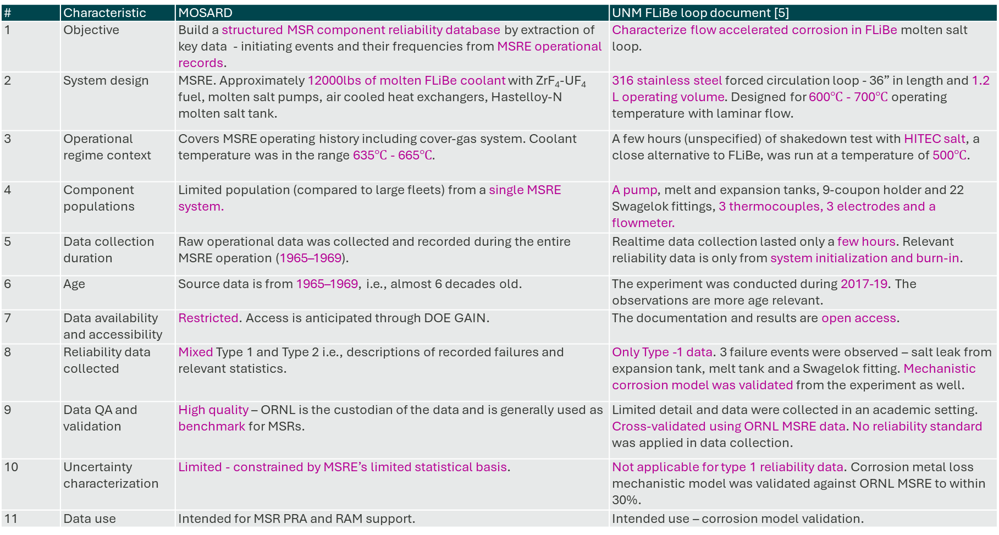 # Characteristic MOSARD UNM FLiBe loop document [5]
1 Objective Build a structured MSR component reliability database by extraction of
key data - initiating events and their frequencies from MSRE operational
records.
Characterize flow accelerated corrosion in FLiBe molten salt
loop.
2 System design MSRE. Approximately 12000lbs of molten FLiBe coolant with ZrF₄-UF₄
fuel, molten salt pumps, air cooled heat exchangers, Hastelloy-N
molten salt tank.
316 stainless steel forced circulation loop - 36” in length and 1.2
L operating volume. Designed for 600℃ - 700℃ operating
temperature with laminar flow.
3 Operational
regime context
Covers MSRE operating history including cover-gas system. Coolant
temperature was in the range 635℃ - 665℃.
A few hours (unspecified) of shakedown test with HITEC salt, a
close alternative to FLiBe, was run at a temperature of 500℃.
4 Component
populations
Limited population (compared to large fleets) from a single MSRE
system.
A pump, melt and expansion tanks, 9-coupon holder and 22
Swagelok fittings, 3 thermocouples, 3 electrodes and a
flowmeter.
5 Data collection
duration
Raw operational data was collected and recorded during the entire
MSRE operation (1965–1969).
Realtime data collection lasted only a few hours. Relevant
reliability data is only from system initialization and burn-in.
6 Age Source data is from 1965–1969, i.e., almost 6 decades old.
The experiment was conducted during 2017-19. The
observations are more age relevant.
7 Data availability
and accessibility
Restricted. Access is anticipated through DOE GAIN.
The documentation and results are open access.
8 Reliability data
collected
Mixed Type 1 and Type 2 i.e., descriptions of recorded failures and
relevant statistics.
Only Type -1 data. 3 failure events were observed – salt leak from
expansion tank, melt tank and a Swagelok fitting. Mechanistic
corrosion model was validated from the experiment as well.
9 Data QA and
validation
High quality – ORNL is the custodian of the data and is generally used as
benchmark for MSRs.
Limited detail and data were collected in an academic setting.
Cross-validated using ORNL MSRE data. No reliability standard
was applied in data collection.
10 Uncertainty
characterization
Limited - constrained by MSRE’s limited statistical basis.
Not applicable for type 1 reliability data. Corrosion metal loss
mechanistic model was validated against ORNL MSRE to within
30%.
11 Data use Intended for MSR PRA and RAM support. Intended use – corrosion model validation.